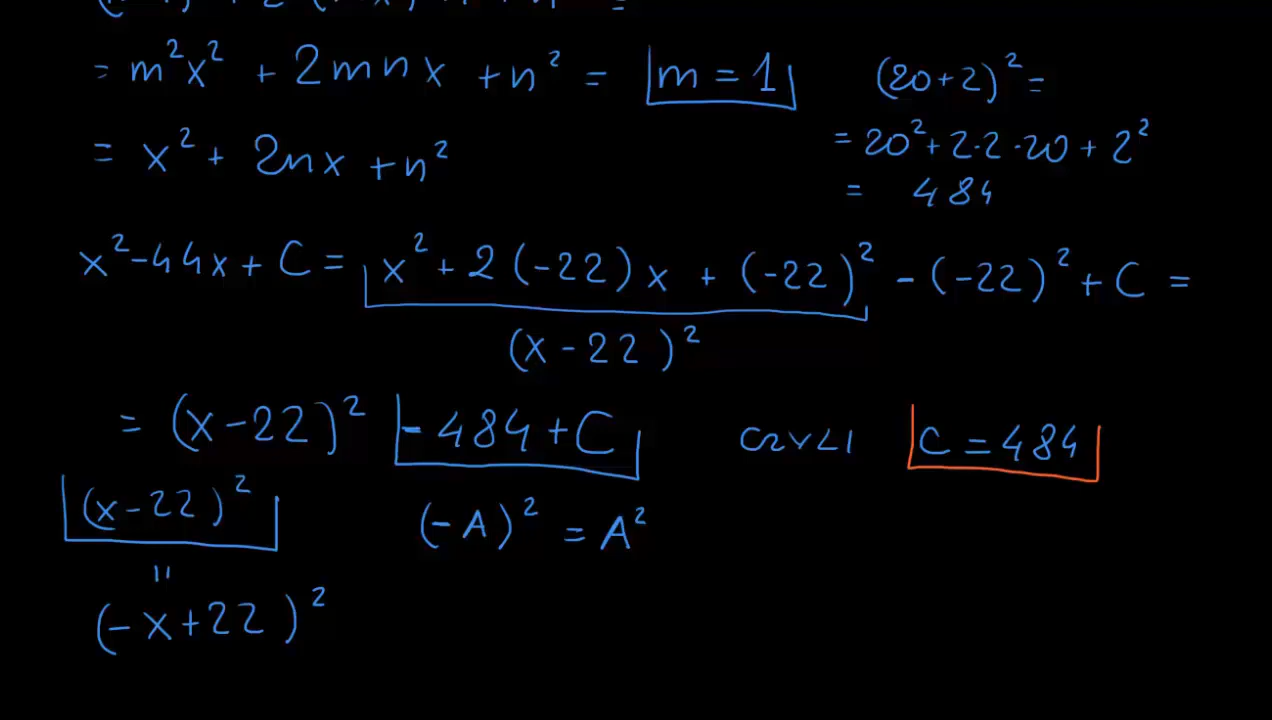 = m²x² + 2mnx + n² = m = 1
(20+2)² =
= x² + 2nx + n²
= 20² + 2·2·20 + 2²
= 484
x² - 44x + C = x² + 2(-22)x + (-22)² - (-22)² + C =
(x - 22)²
= (x - 22)² - 484 + C CZYLI C = 484
(x - 22)²
(-A)² = A²
=
(-x + 22)²